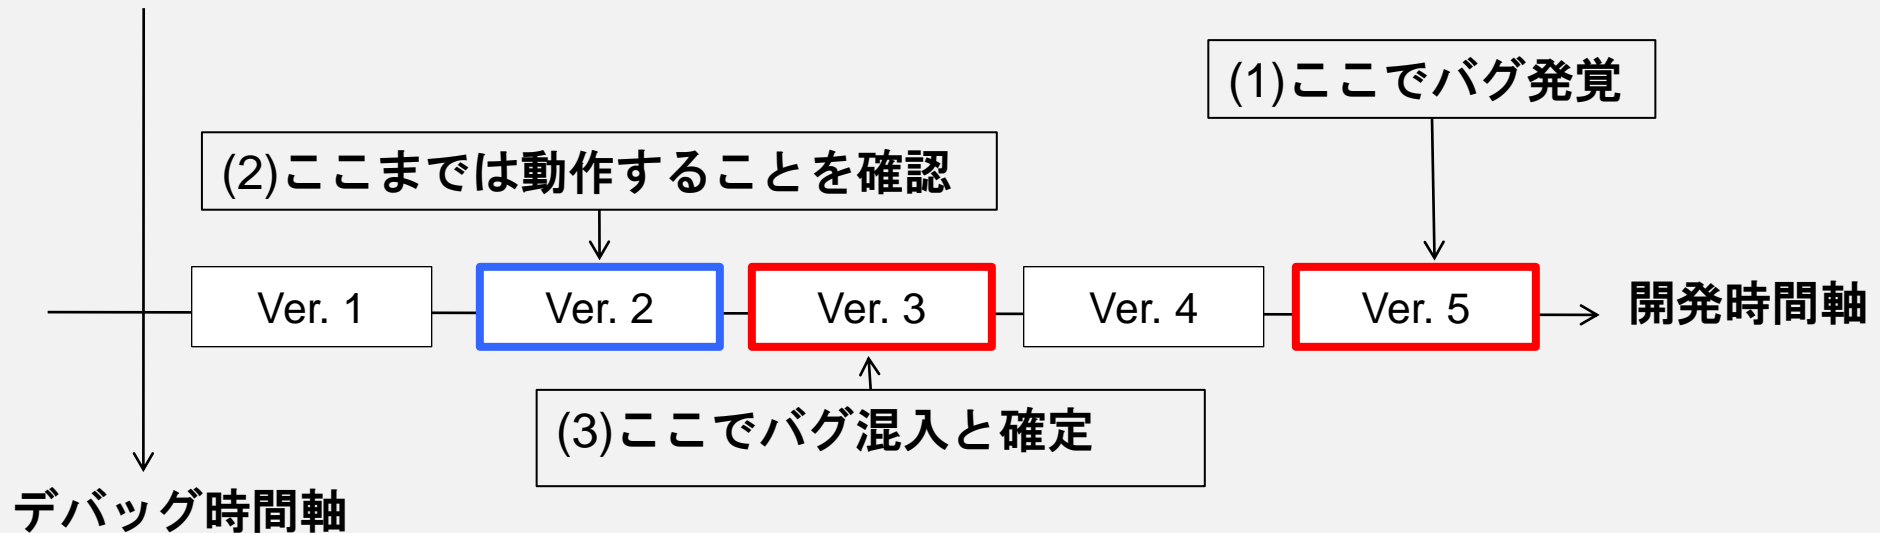 (1)ここでバグ発覚
(2)ここまでは動作することを確認
Ver. 1
Ver. 2
Ver. 3
Ver. 4
Ver. 5
開発時間軸
(3)ここでバグ混入と確定
デバッグ時間軸